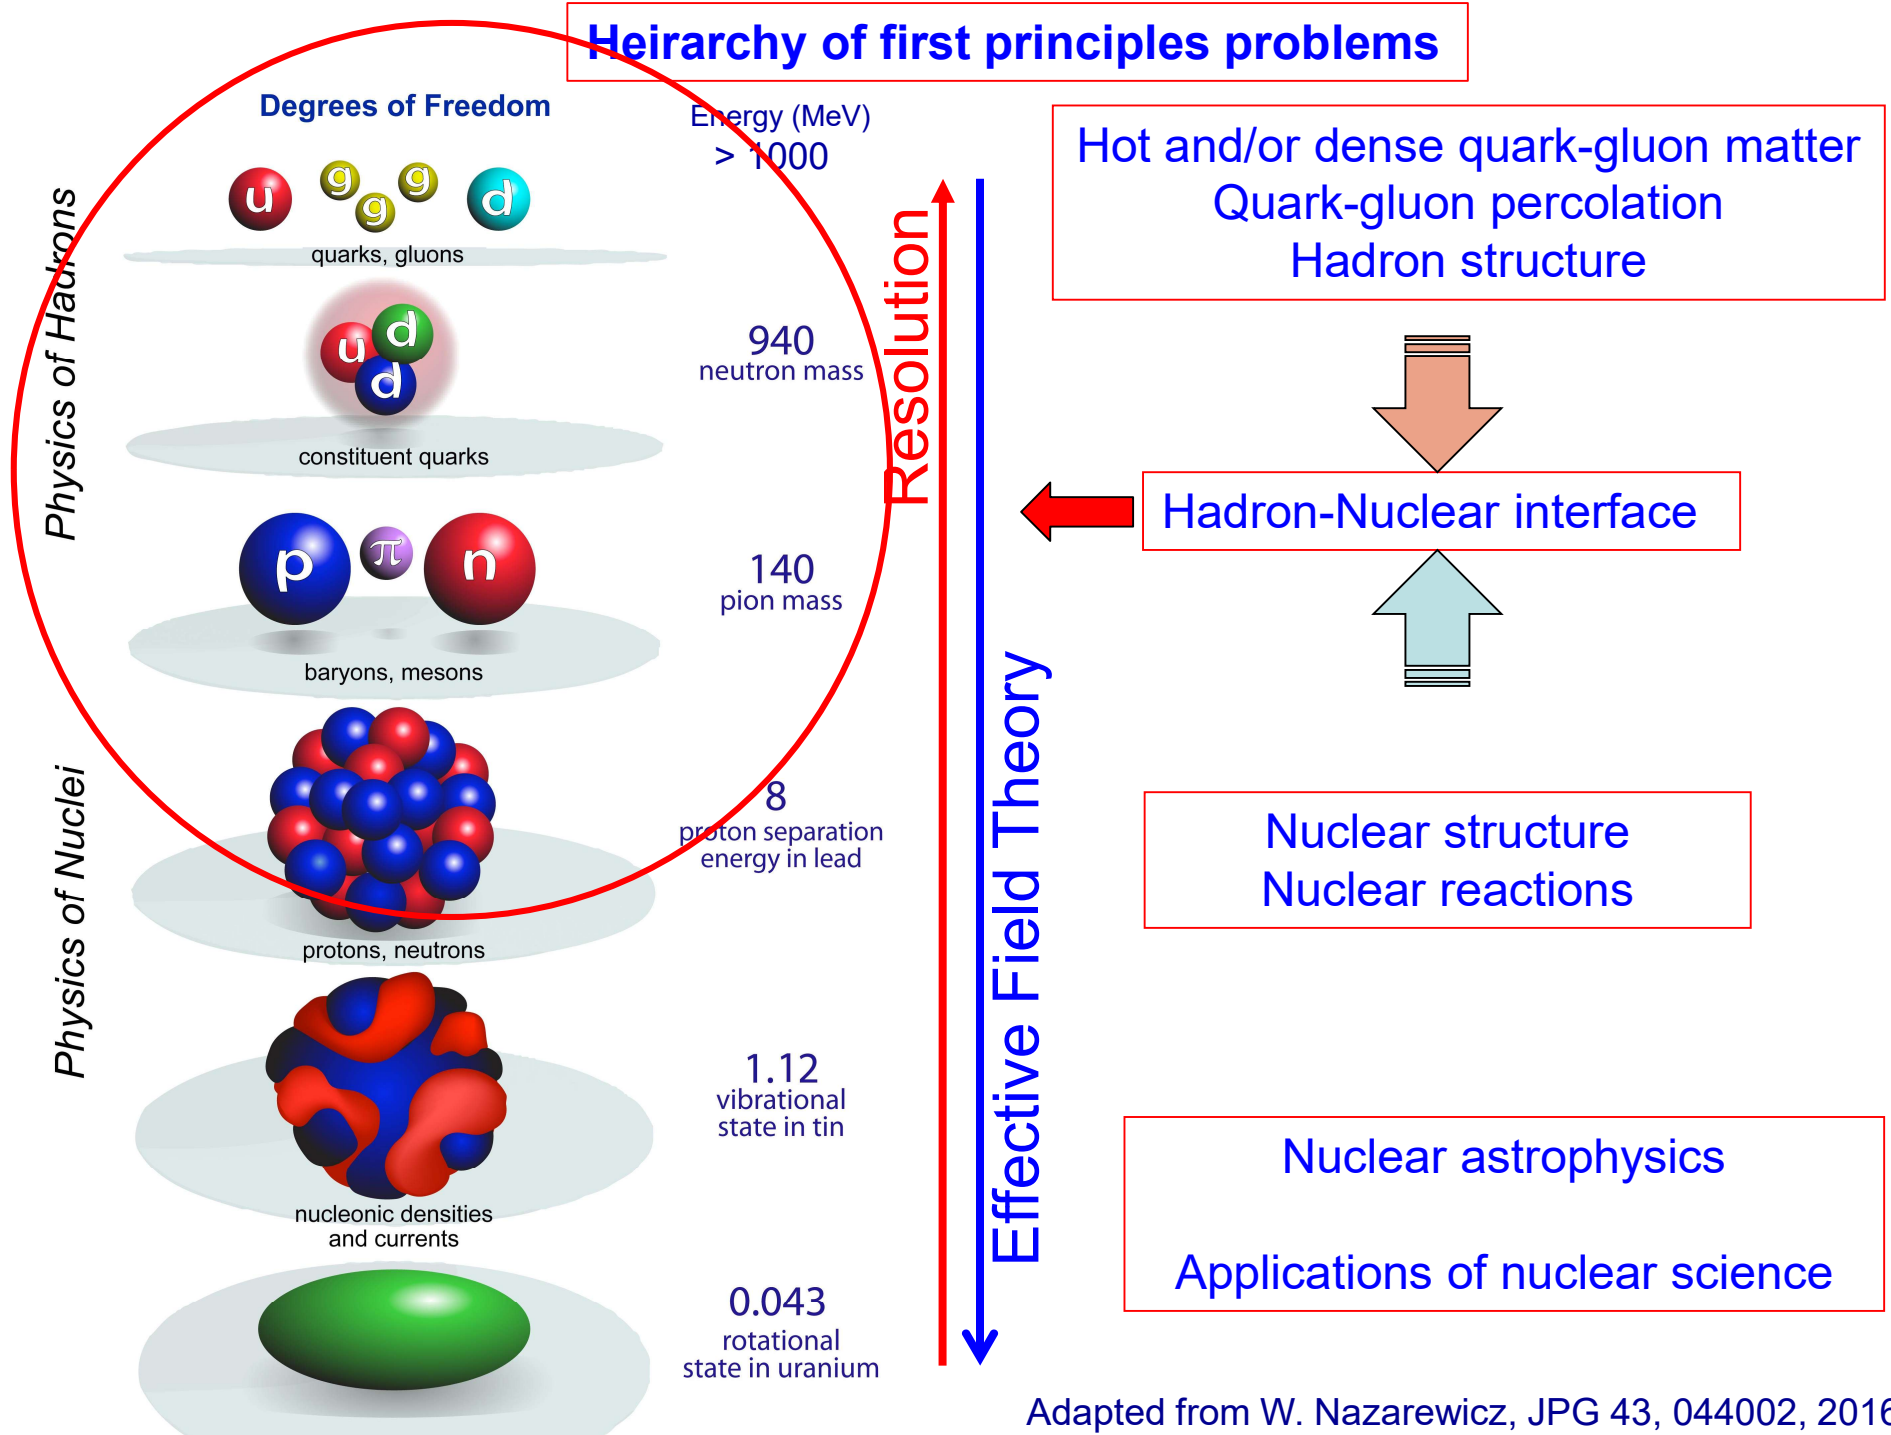 Heirarchy of first principles problems
Degrees of Freedom
Energy (MeV)
> 1000
u
g
g
g
d
quarks, gluons
Physics of Hadrons
u
d
d
940
neutron mass
constituent quarks
p
π
n
140
pion mass
baryons, mesons
Physics of Nuclei
8
proton separation
energy in lead
protons, neutrons
1.12
vibrational
state in tin
nucleonic densities
and currents
0.043
rotational
state in uranium
Resolution
Effective Field Theory
Hot and/or dense quark-gluon matter
Quark-gluon percolation
Hadron structure
Hadron-Nuclear interface
Nuclear structure
Nuclear reactions
Nuclear astrophysics
Applications of nuclear science
Adapted from W. Nazarewicz, JPG 43, 044002, 2016